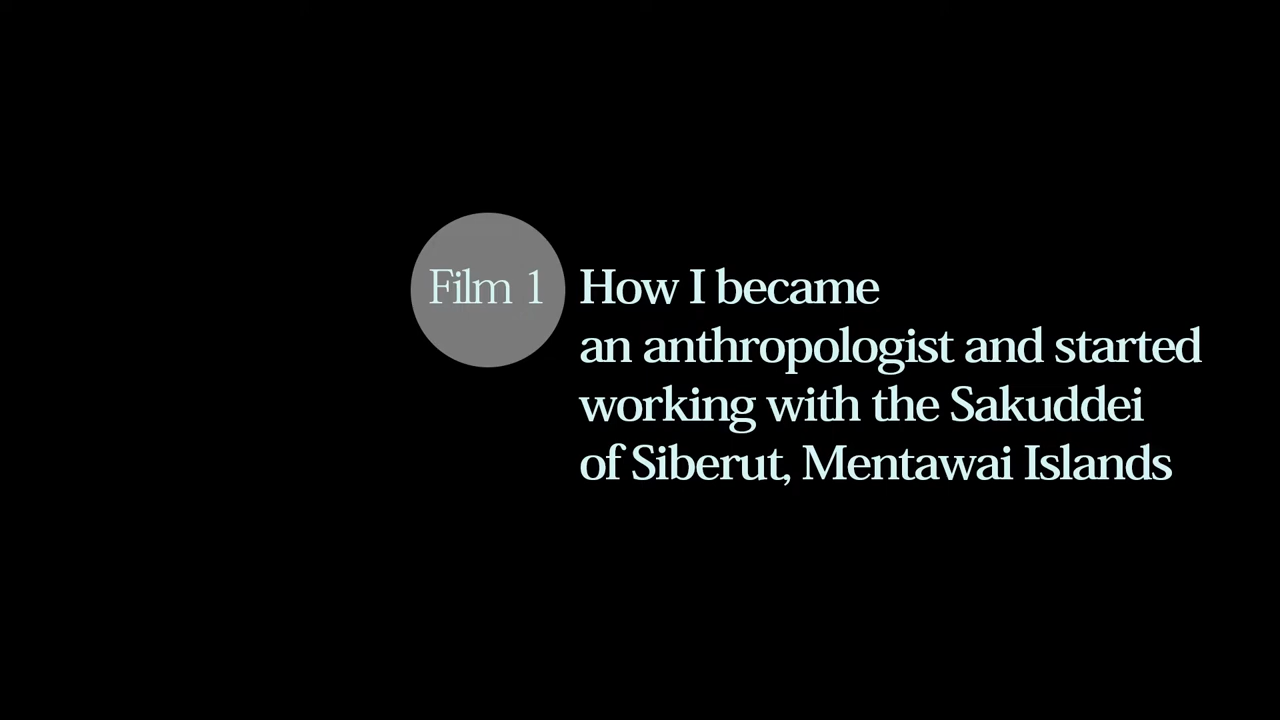 Film 1 How I became
an anthropologist and started
working with the Sakuddei
of Siberut, Mentawai Islands